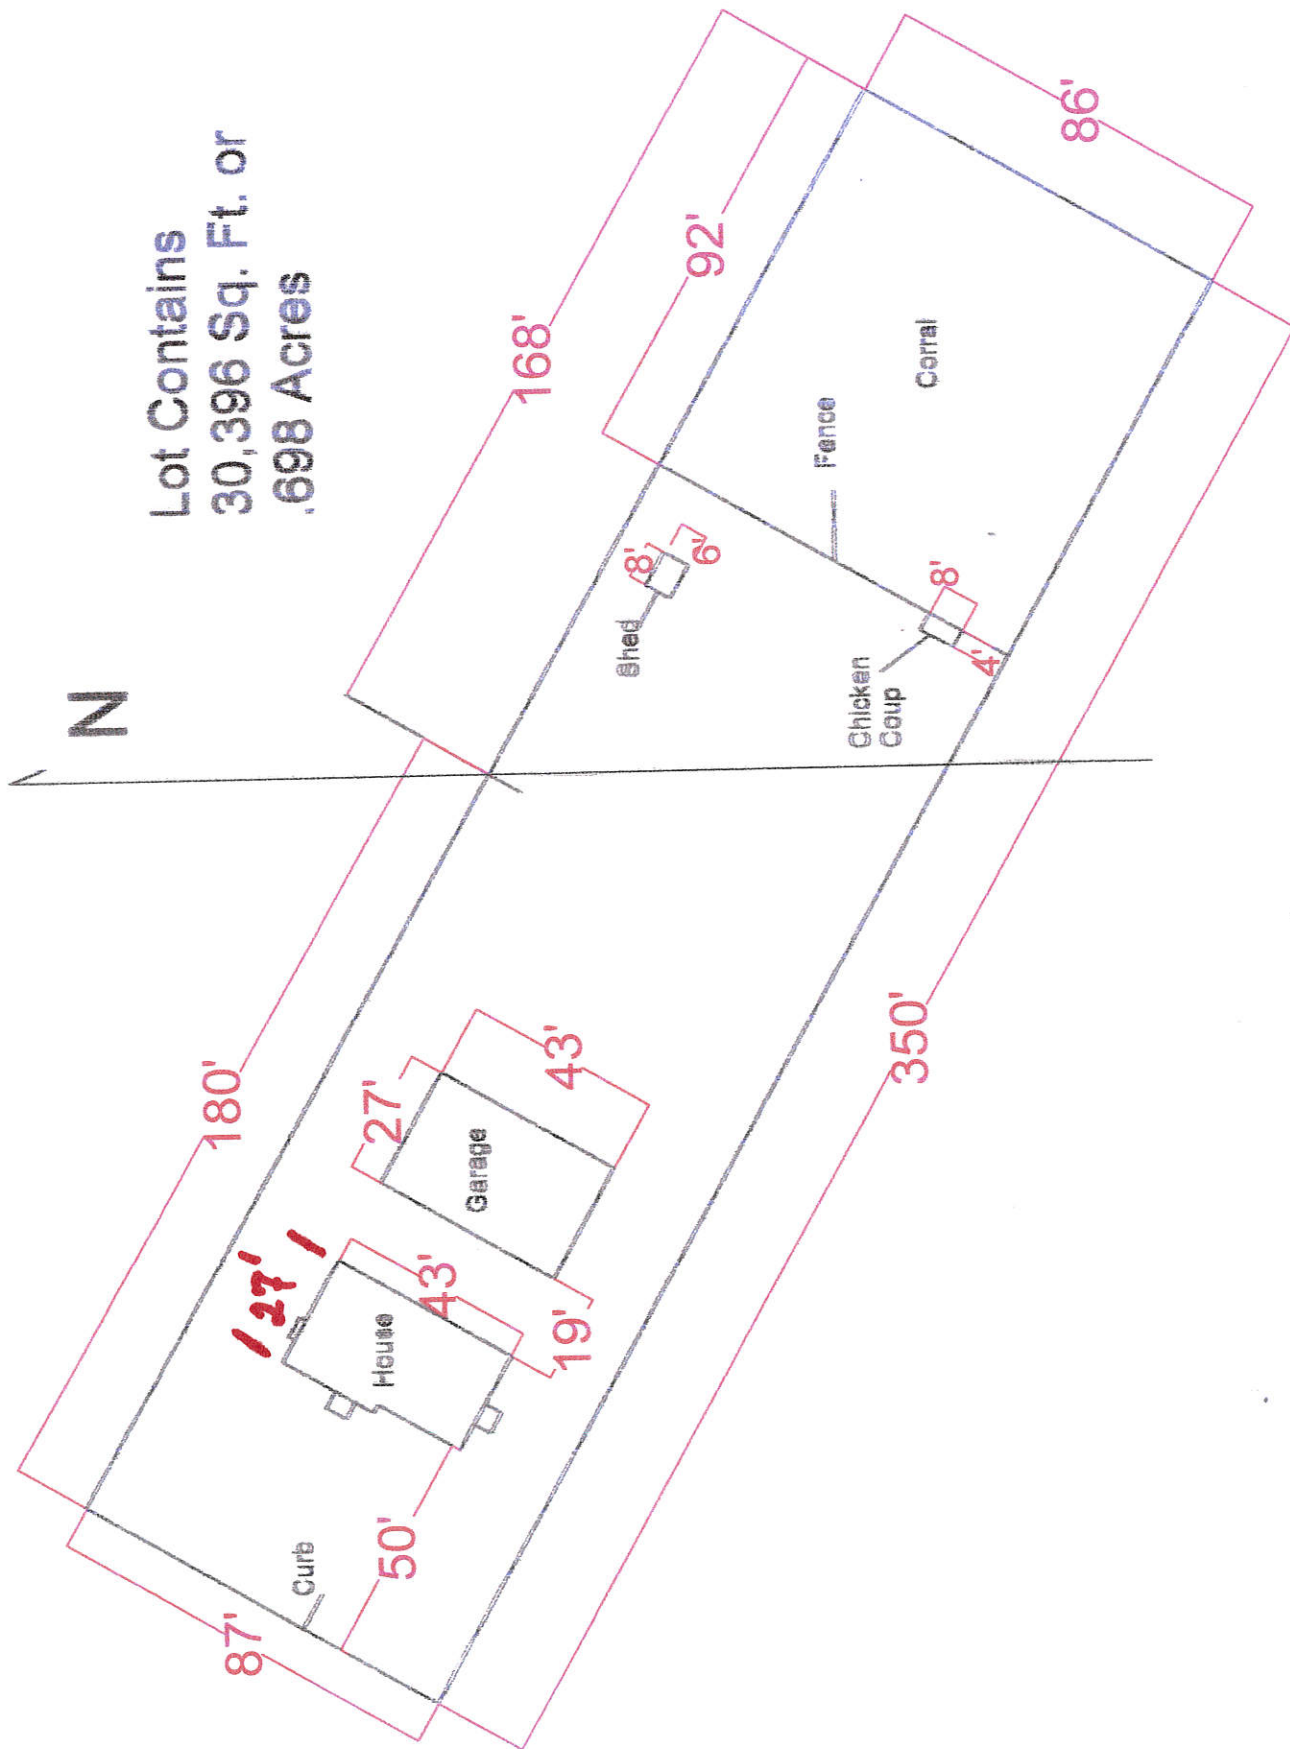 N
Lot Contains
30,396 Sq. Ft. or
.698 Acres
168'
92'
86'
180'
8'
6'
Shed
Fence
Corral
Chicken
Coup
8'
4'
27'
27'
43'
Garage
43'
House
19'
350'
50'
Curb
87'